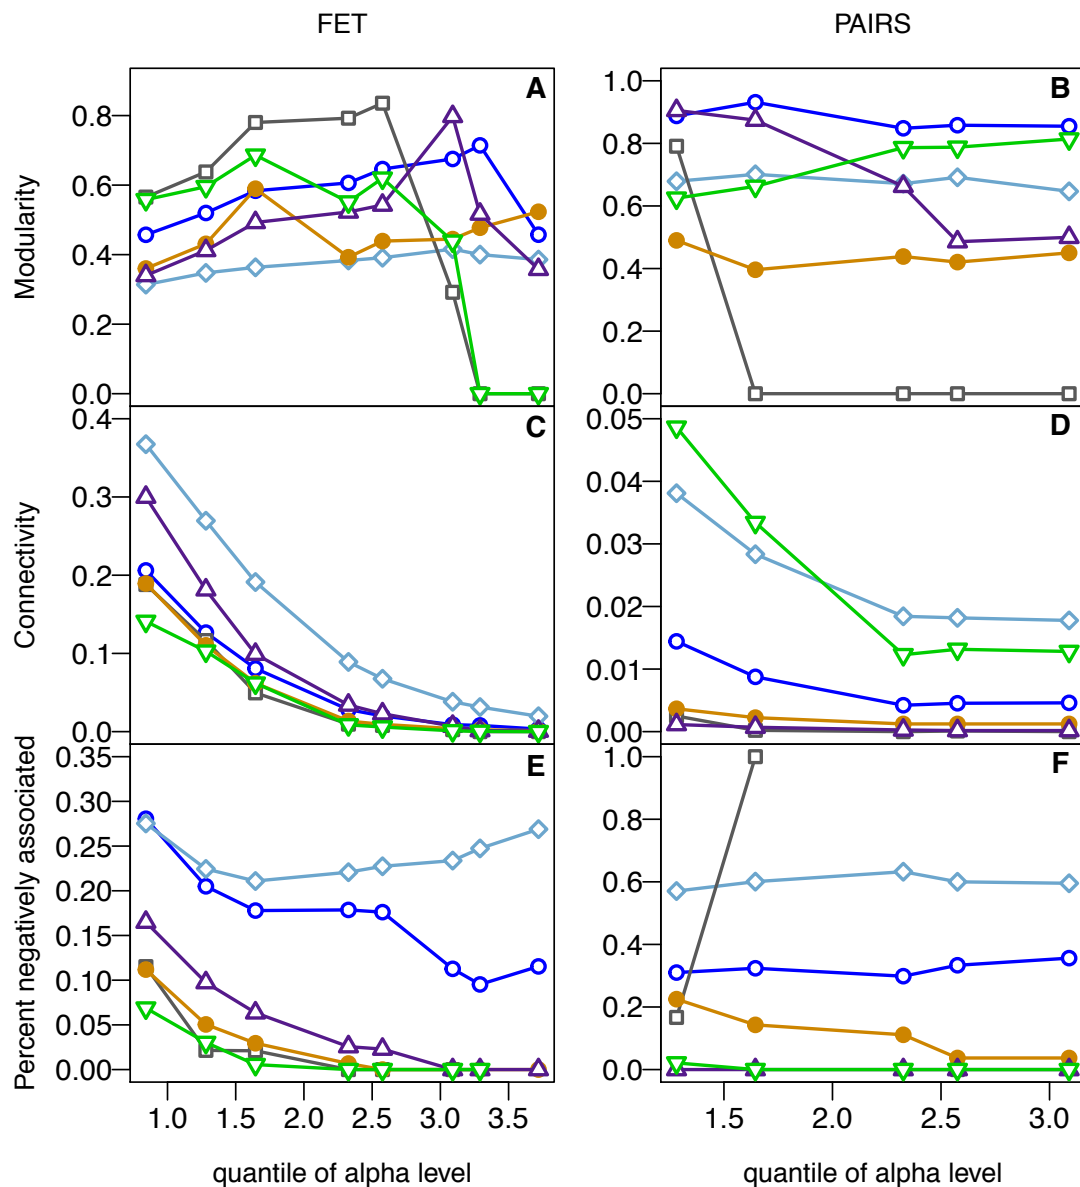 FET
PAIRS
Modularity
A
0.8
0.6
0.4
0.2
0.0
B
1.0
0.8
0.6
0.4
0.2
0.0
Connectivity
C
0.4
0.3
0.2
0.1
0.0
D
0.05
0.04
0.03
0.02
0.01
0.00
Percent negatively associated
E
0.35
0.30
0.25
0.20
0.15
0.10
0.05
0.00
F
1.0
0.8
0.6
0.4
0.2
0.0
1.0 1.5 2.0 2.5 3.0 3.5
1.5 2.0 2.5 3.0
quantile of alpha level
quantile of alpha level